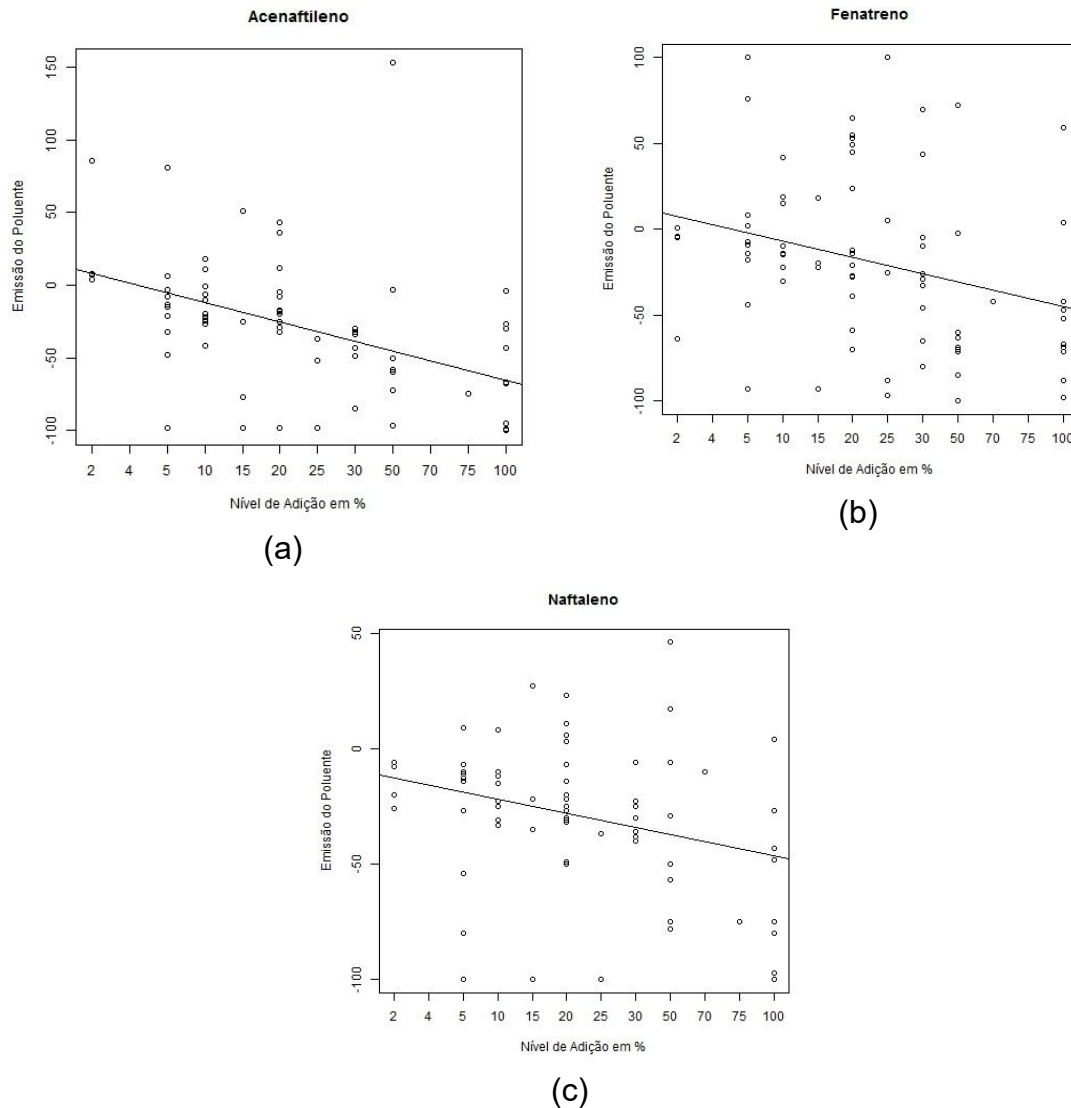 Acenaftileno
Emissão do Poluente
150
100
50
0
-50
-100
2 4 5 10 15 20 25 30 50 70 75 100
Nível de Adição em %
(a)
Fenatreno
Emissão do Poluente
100
50
0
-50
-100
2 4 5 10 15 20 25 30 50 70 75 100
Nível de Adição em %
(b)
Naftaleno
Emissão do Poluente
50
0
-50
-100
2 4 5 10 15 20 25 30 50 70 75 100
Nível de Adição em %
(c)